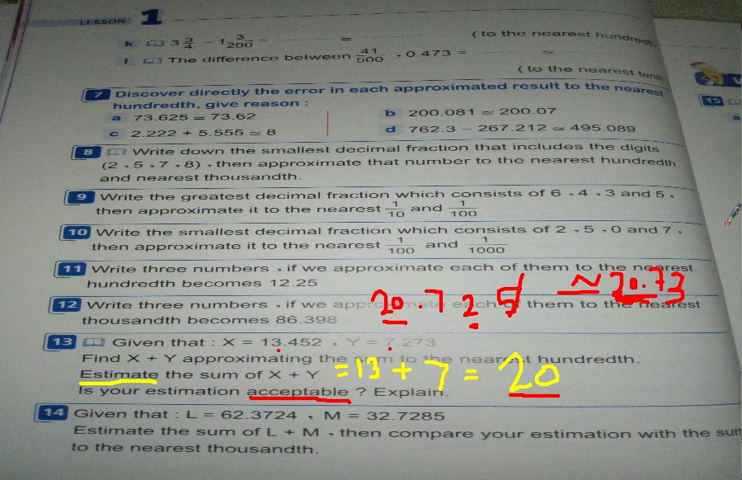 LESSON 1
k 3 3/4 - 1 3/200 = = ( to the nearest hundreds
l The difference between 41/500 , 0.473 = ≃
( to the nearest tent
7 Discover directly the error in each approximated result to the nearest
hundredth, give reason :
a 73.625 ≃ 73.62 b 200.081 ≃ 200.07
c 2.222 + 5.555 ≃ 8 d 762.3 – 267.212 ≃ 495.089
8 Write down the smallest decimal fraction that includes the digits
(2 , 5 , 7 , 8) , then approximate that number to the nearest hundredth
and nearest thousandth.
9 Write the greatest decimal fraction which consists of 6 , 4 , 3 and 5 ,
then approximate it to the nearest 1/10 and 1/100
10 Write the smallest decimal fraction which consists of 2 , 5 , 0 and 7 ,
then approximate it to the nearest 1/100 and 1/1000
11 Write three numbers , if we approximate each of them to the nearest
hundredth becomes 12.25
≃ 20.73
20.725
12 Write three numbers , if we approximate each of them to the nearest
thousandth becomes 86.398
13 Given that : X = 13.452 , Y = 7.273
Find X + Y approximating the sum to the nearest hundredth.
Estimate the sum of X + Y = 13 + 7 = 20
Is your estimation acceptable ? Explain.
14 Given that : L = 62.3724 , M = 32.7285
Estimate the sum of L + M , then compare your estimation with the sum
to the nearest thousandth.
15
a